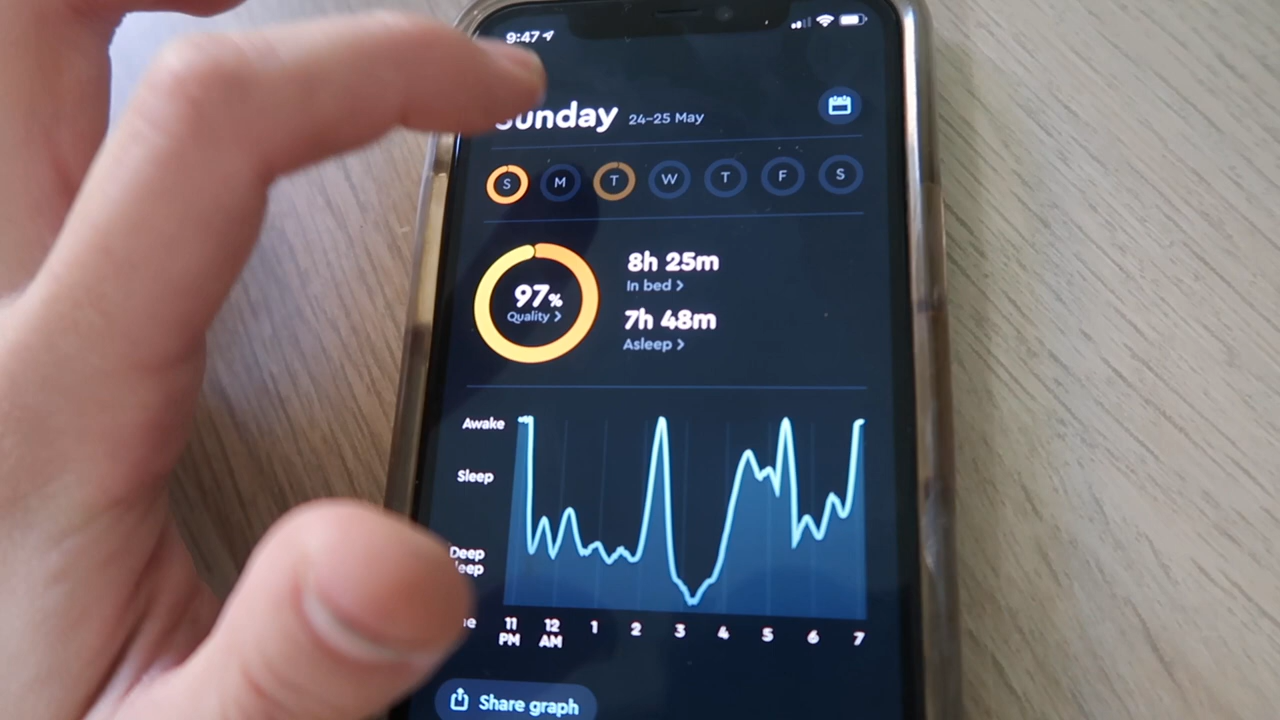 9:47
Sunday 24–25 May
S M T W T F S
97%
Quality >
8h 25m
In bed >
7h 48m
Asleep >
Awake
Sleep
Deep
11 PM 12 AM 1 2 3 4 5 6 7
Share graph